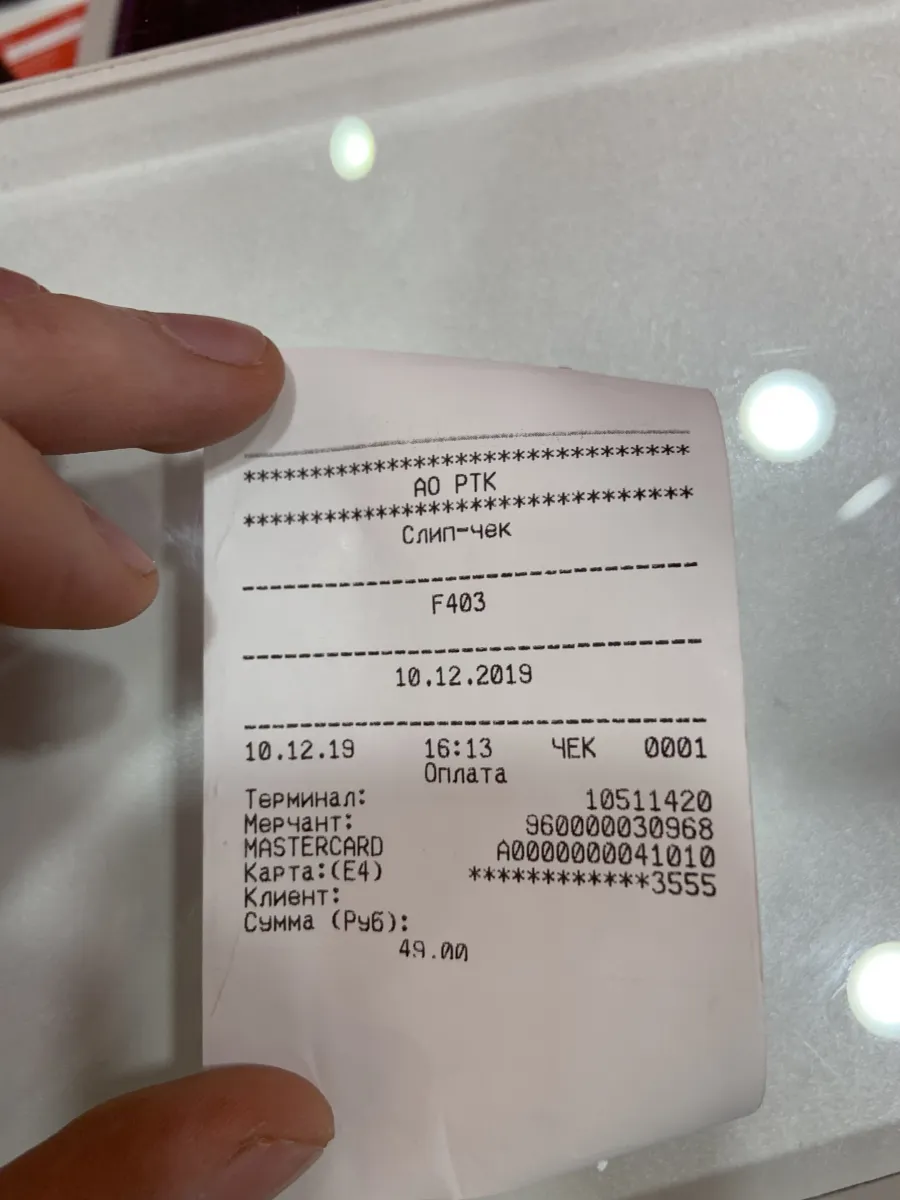 *********************************
АО РТК
*********************************
Слип-чек
--------------------------------
F403
--------------------------------
10.12.2019
--------------------------------
10.12.19 16:13 ЧЕК 0001
Оплата
Терминал: 10511420
Мерчант: 960000030968
MASTERCARD A0000000041010
Карта:(E4) ************3555
Клиент:
Сумма (Руб):
49.00